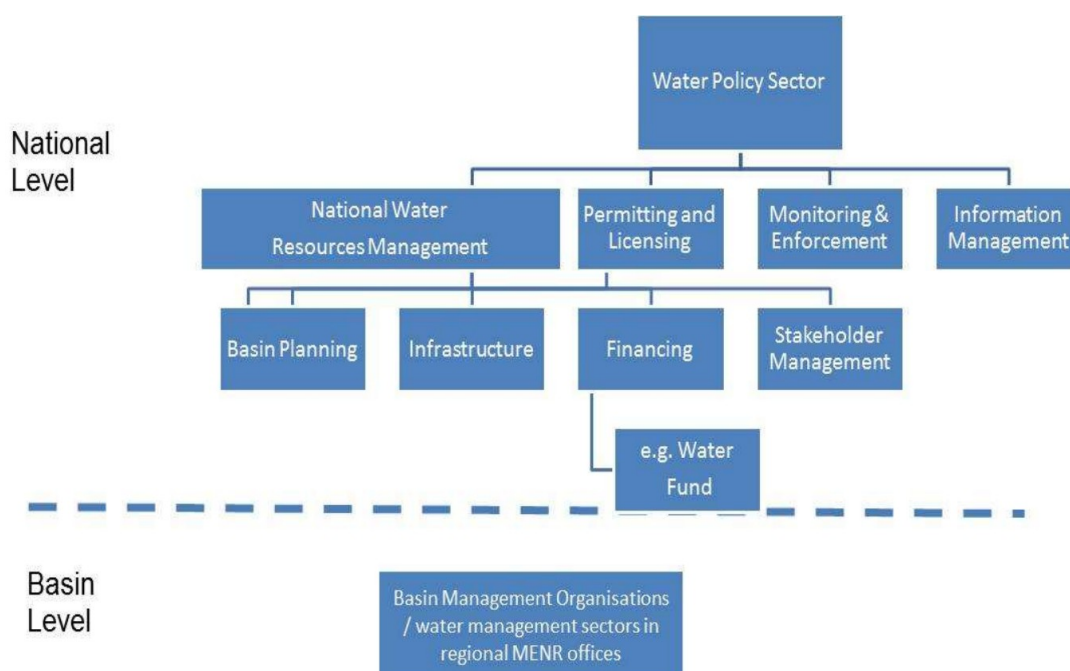 Water Policy Sector
National
Level
National Water
Resources Management
Permitting and
Licensing
Monitoring &
Enforcement
Information
Management
Basin Planning
Infrastructure
Financing
Stakeholder
Management
e.g. Water
Fund
Basin
Level
Basin Management Organisations
/ water management sectors in
regional MENR offices